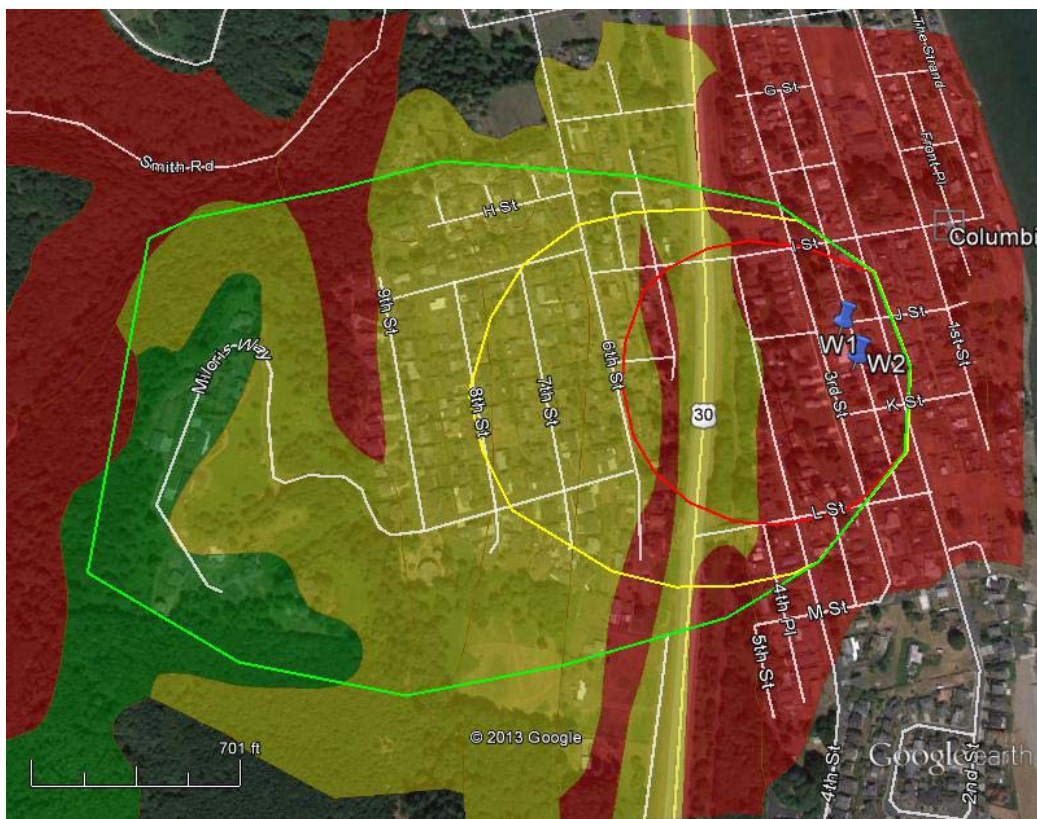 The Strand
G St
Smith Rd
Front Pl
H St
I St
Columbi
9th St
J St
1st St
Miloris Way
W1
6th St
W2
3rd St
8th St
7th St
30
K St
L St
4th Pl
M St
5th St
© 2013 Google
701 ft
Google earth
4th St
2nd St